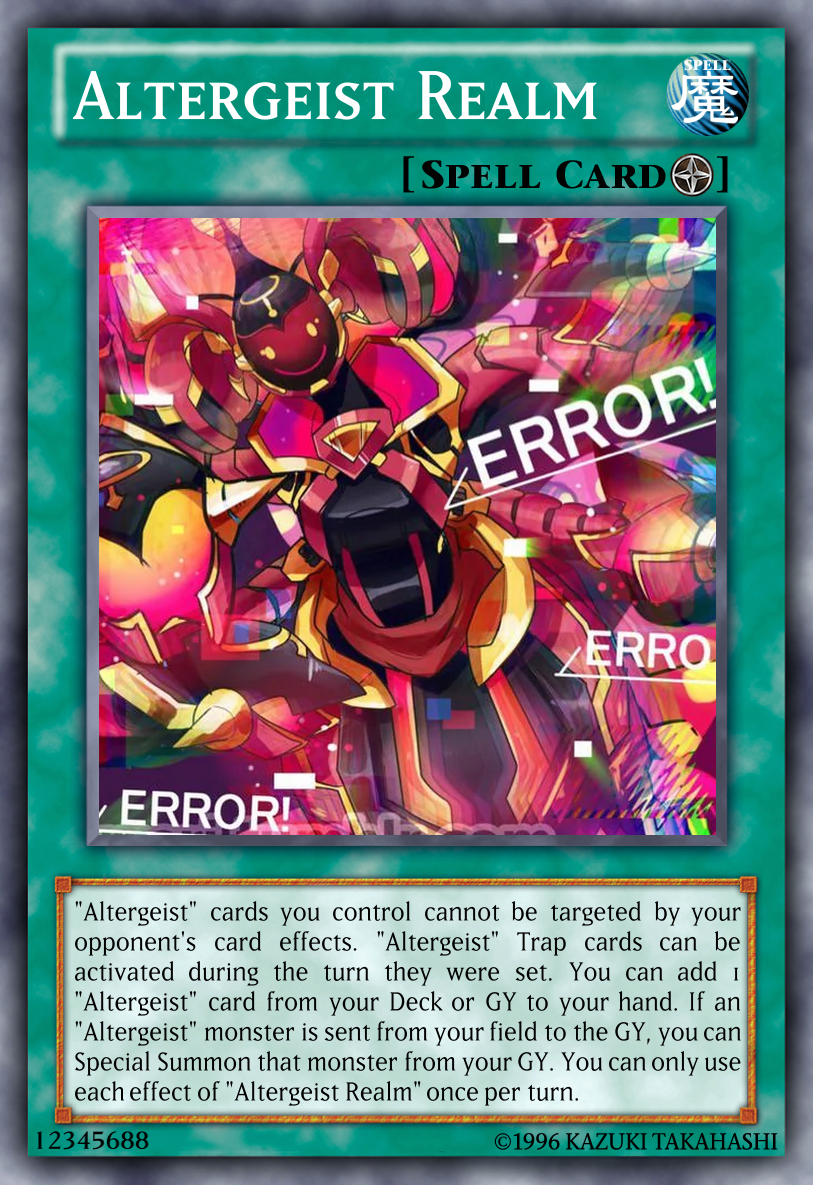 Altergeist Realm
SPELL
魔
[Spell Card]
ERROR!
ERRO
ERROR!
"Altergeist" cards you control cannot be targeted by your
opponent's card effects. "Altergeist" Trap cards can be
activated during the turn they were set. You can add 1
"Altergeist" card from your Deck or GY to your hand. If an
"Altergeist" monster is sent from your field to the GY, you can
Special Summon that monster from your GY. You can only use
each effect of "Altergeist Realm" once per turn.
12345688
©1996 KAZUKI TAKAHASHI